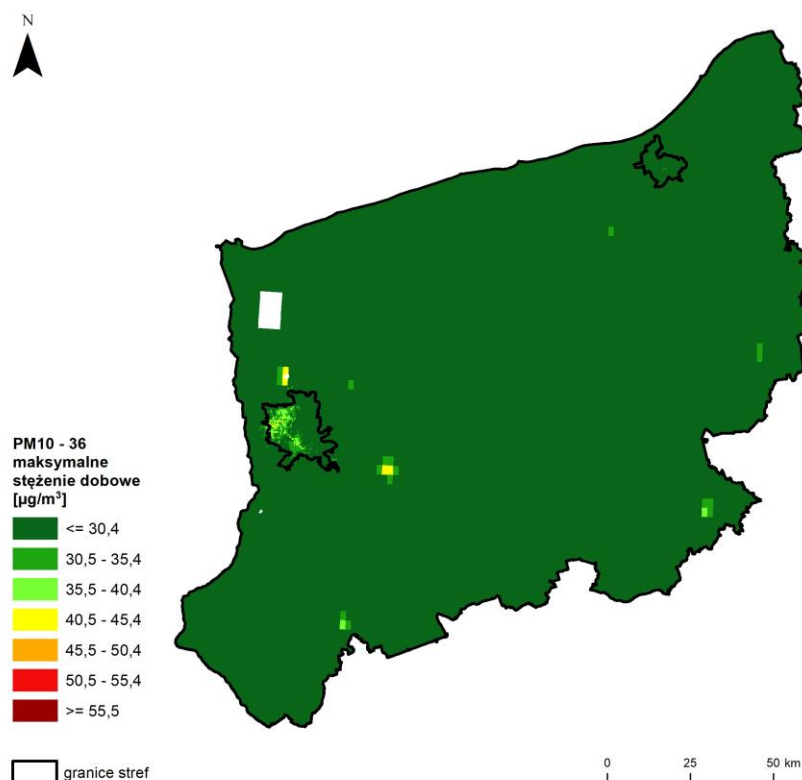 N
PM10 - 36
maksymalne
stężenie dobowe
[µg/m³]
<= 30,4
30,5 - 35,4
35,5 - 40,4
40,5 - 45,4
45,5 - 50,4
50,5 - 55,4
>= 55,5
granice stref
0 25 50 km